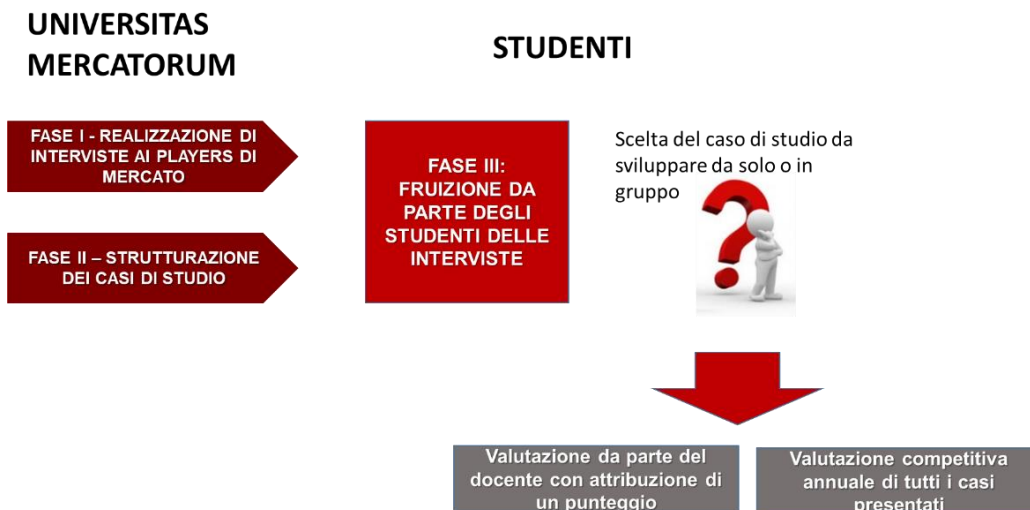 UNIVERSITAS
MERCATORUM
STUDENTI
FASE I - REALIZZAZIONE DI
INTERVISTE AI PLAYERS DI
MERCATO
FASE II – STRUTTURAZIONE
DEI CASI DI STUDIO
FASE III:
FRUIZIONE DA
PARTE DEGLI
STUDENTI DELLE
INTERVISTE
Scelta del caso di studio da
sviluppare da solo o in
gruppo
?
Valutazione da parte del
docente con attribuzione di
un punteggio
Valutazione competitiva
annuale di tutti i casi
presentati